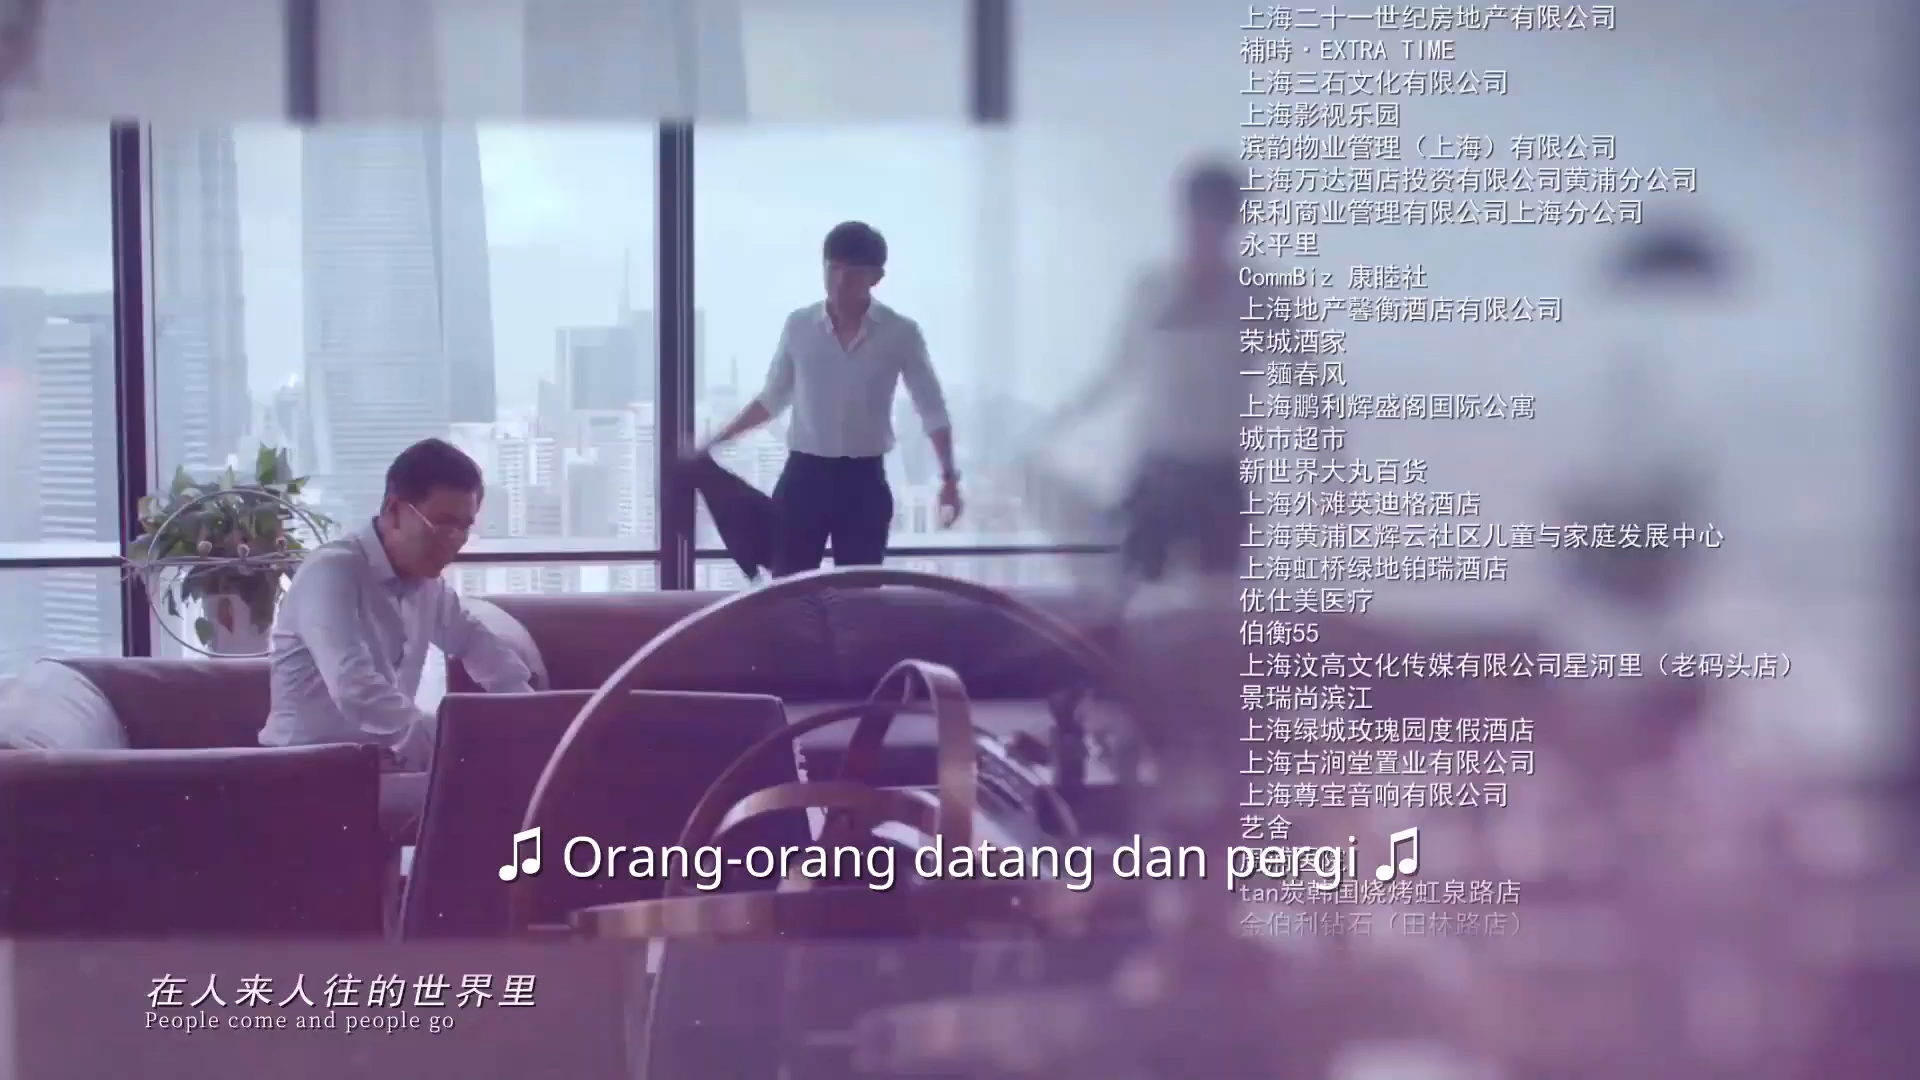 上海二十一世纪房地产有限公司
補時·EXTRA TIME
上海三石文化有限公司
上海影视乐园
滨韵物业管理（上海）有限公司
上海万达酒店投资有限公司黄浦分公司
保利商业管理有限公司上海分公司
永平里
CommBiz 康睦社
上海地产馨衡酒店有限公司
荣城酒家
一麵春风
上海鹏利辉盛阁国际公寓
城市超市
新世界大丸百货
上海外滩英迪格酒店
上海黄浦区辉云社区儿童与家庭发展中心
上海虹桥绿地铂瑞酒店
优仕美医疗
伯衡55
上海汶高文化传媒有限公司星河里（老码头店）
景瑞尚滨江
上海绿城玫瑰园度假酒店
上海古涧堂置业有限公司
上海尊宝音响有限公司
艺舍
♫ Orang-orang datang dan pergi ♫
tan炭韩国烧烤虹泉路店
金伯利钻石（田林路店）
在人来人往的世界里
People come and people go